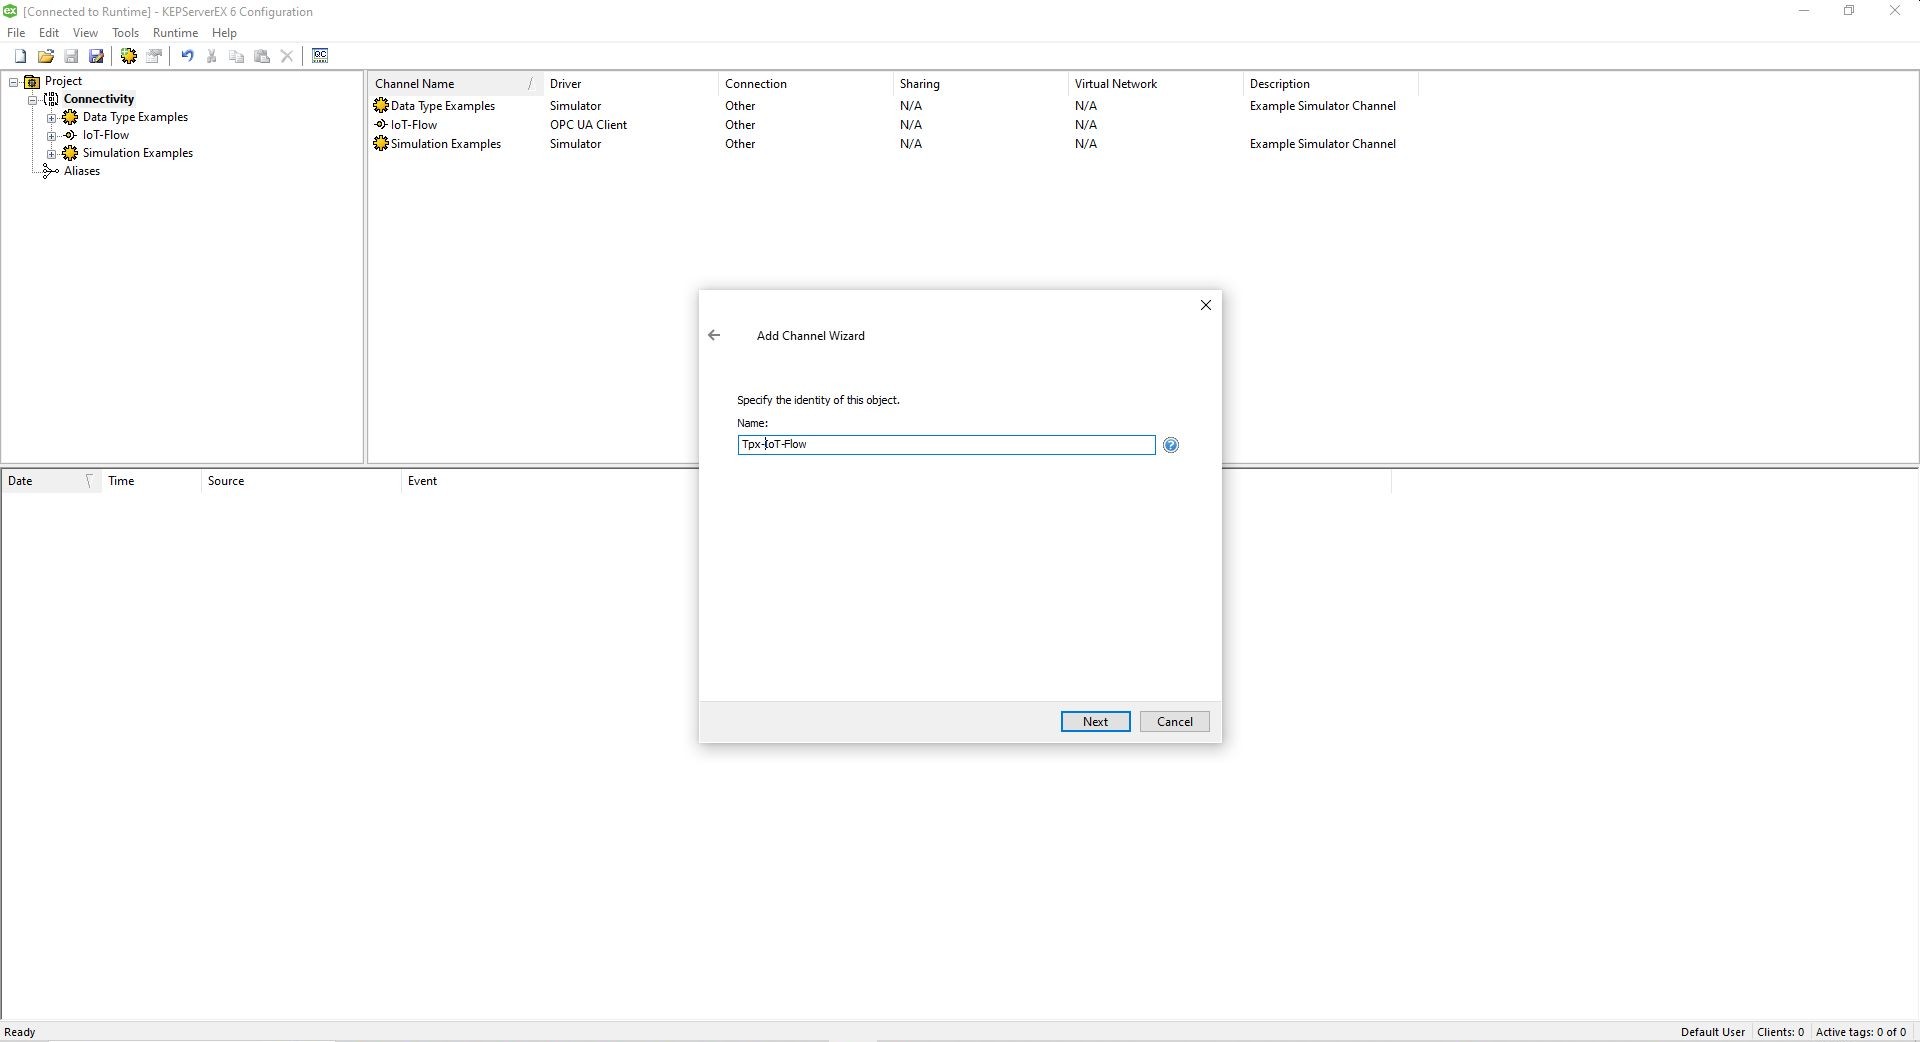 [Connected to Runtime] - KEPServerEX 6 Configuration
File Edit View Tools Runtime Help
Project
Connectivity
Data Type Examples
IoT-Flow
Simulation Examples
Aliases
Channel Name Driver Connection Sharing Virtual Network Description
Data Type Examples Simulator Other N/A N/A Example Simulator Channel
IoT-Flow OPC UA Client Other N/A N/A
Simulation Examples Simulator Other N/A N/A Example Simulator Channel
Add Channel Wizard
Specify the identity of this object.
Name:
Tpx-IoT-Flow
Next Cancel
Date Time Source Event
Ready Default User Clients: 0 Active tags: 0 of 0